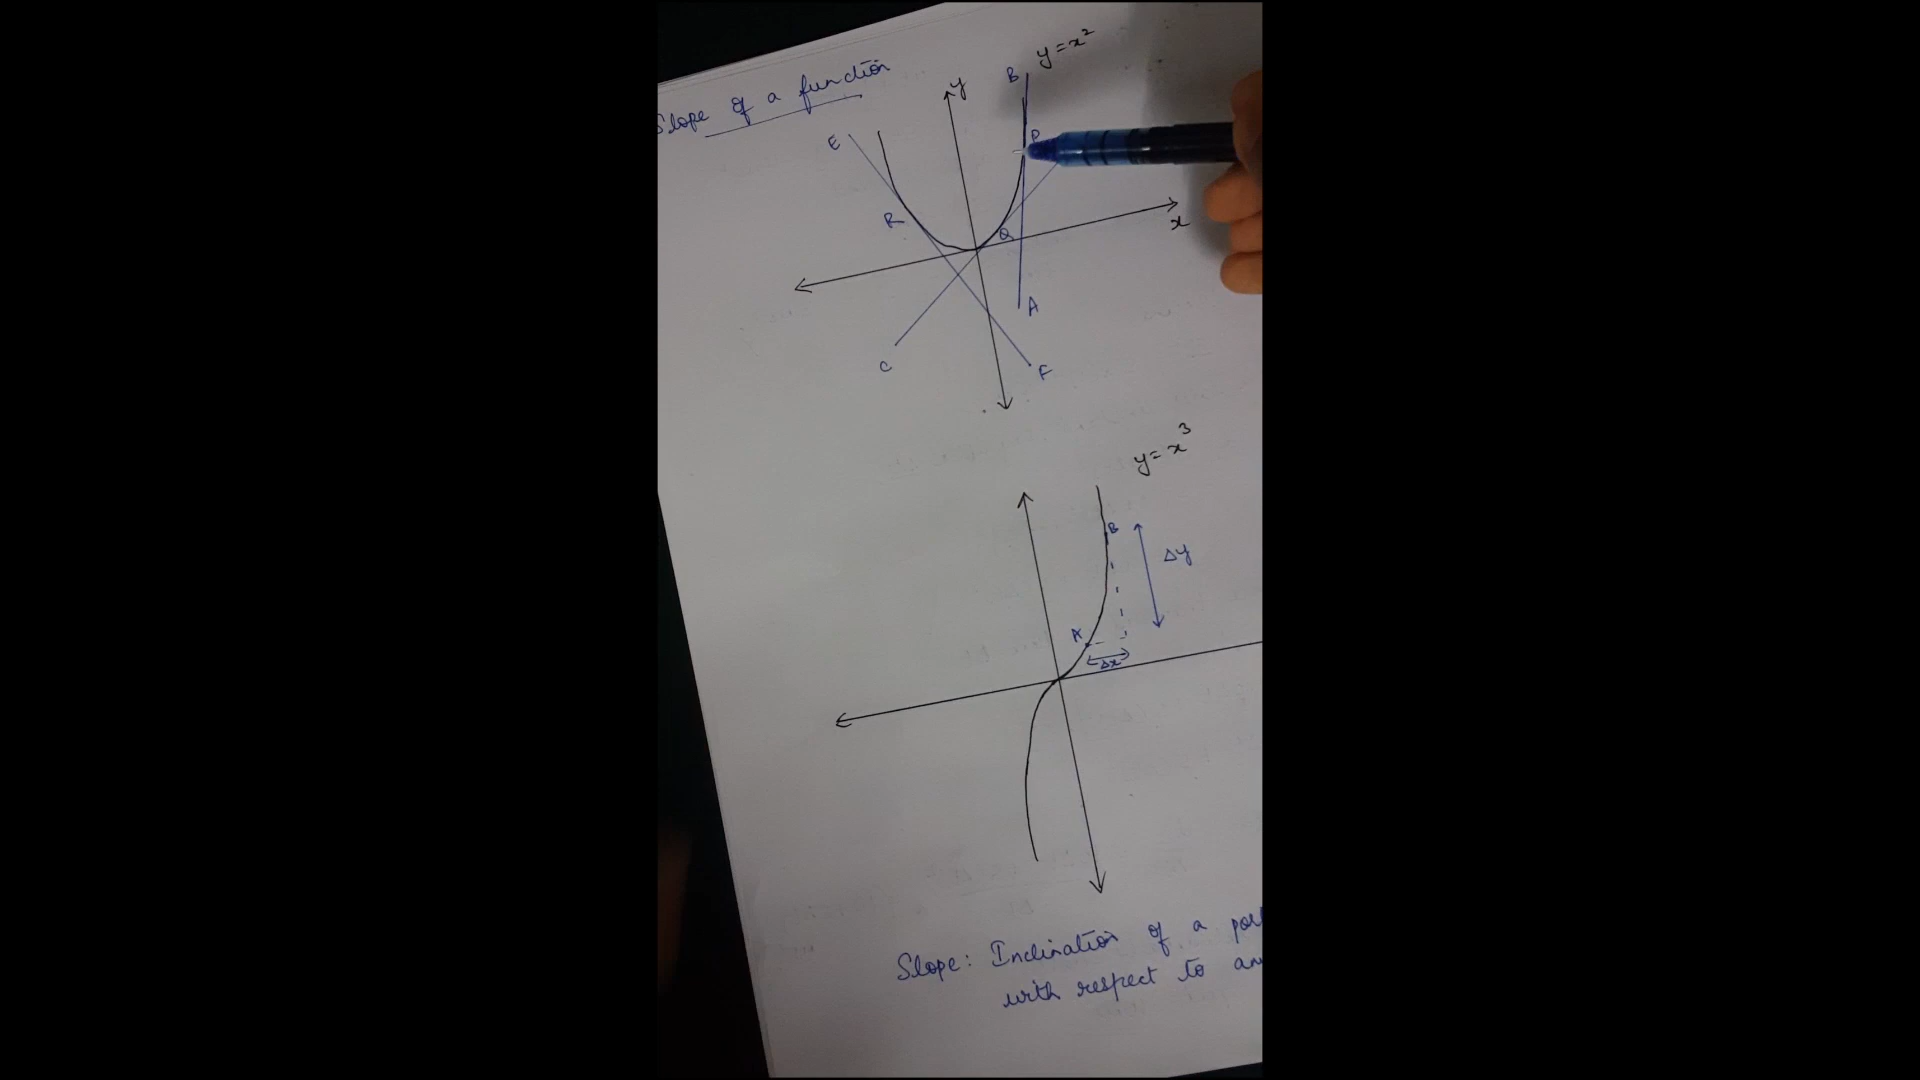 Slope of a function
y = x²
y
B
P
E
R
Q
x
A
C
F
y = x³
B
Δy
A
Δx
Slope: Inclination of a
with respect to